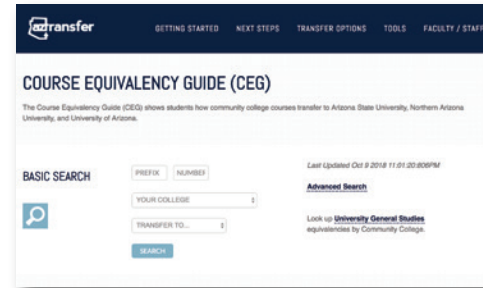 aztransfer
GETTING STARTED NEXT STEPS TRANSFER OPTIONS TOOLS FACULTY / STAFF
COURSE EQUIVALENCY GUIDE (CEG)
The Course Equivalency Guide (CEG) shows students how community college courses transfer to Arizona State University, Northern Arizona
University, and University of Arizona.
BASIC SEARCH
PREFIX NUMBER
YOUR COLLEGE
TRANSFER TO...
SEARCH
Last Updated Oct 9 2018 11:01:20:806PM
Advanced Search
Look up University General Studies
equivalencies by Community College.